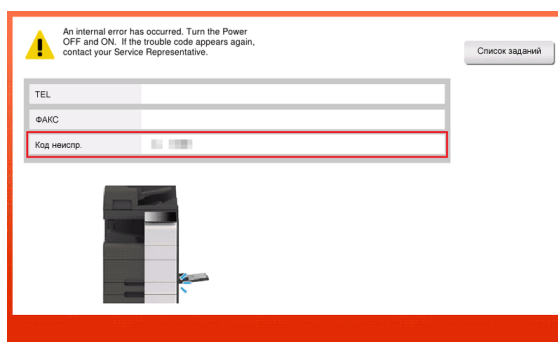 An internal error has occurred. Turn the Power
OFF and ON. If the trouble code appears again,
contact your Service Representative.
Список заданий
TEL
ФАКС
Код неиспр.